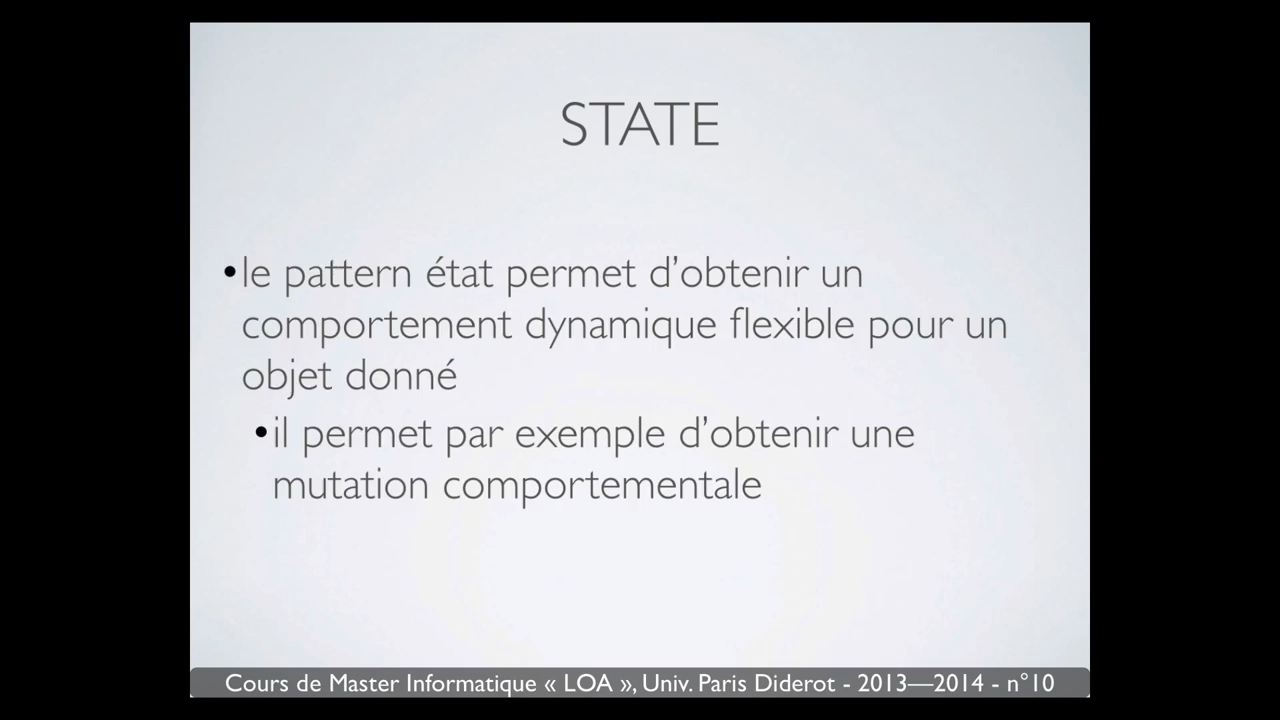 STATE
•le pattern état permet d’obtenir un
comportement dynamique flexible pour un
objet donné
•il permet par exemple d’obtenir une
mutation comportementale
Cours de Master Informatique « LOA », Univ. Paris Diderot - 2013—2014 - n°10